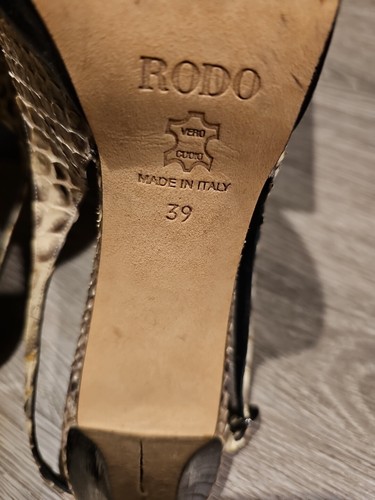 RODO
VERO
CUOIO
MADE IN ITALY
39